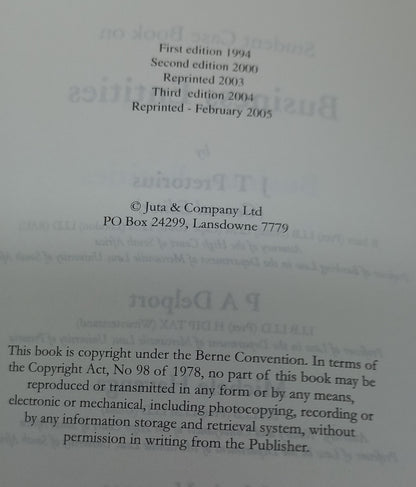 First edition 1994
Second edition 2000
Reprinted 2003
Third edition 2004
Reprinted - February 2005
© Juta & Company Ltd
PO Box 24299, Lansdowne 7779
This book is copyright under the Berne Convention. In terms of
the Copyright Act, No 98 of 1978, no part of this book may be
reproduced or transmitted in any form or by any means,
electronic or mechanical, including photocopying, recording or
by any information storage and retrieval system, without
permission in writing from the Publisher.